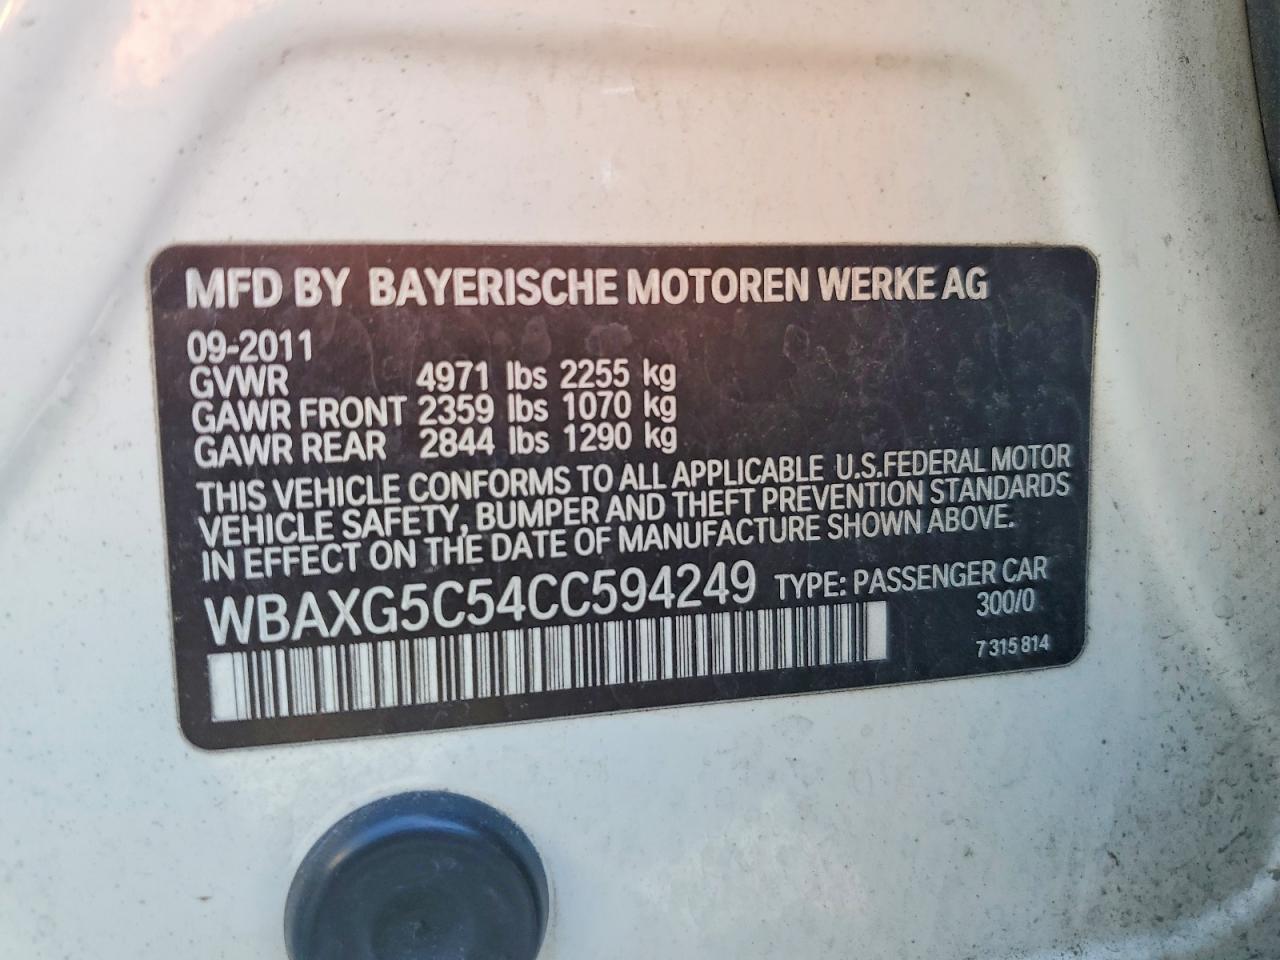 MFD BY BAYERISCHE MOTOREN WERKE AG
09-2011
GVWR 4971 lbs 2255 kg
GAWR FRONT 2359 lbs 1070 kg
GAWR REAR 2844 lbs 1290 kg
THIS VEHICLE CONFORMS TO ALL APPLICABLE U.S.FEDERAL MOTOR
VEHICLE SAFETY, BUMPER AND THEFT PREVENTION STANDARDS
IN EFFECT ON THE DATE OF MANUFACTURE SHOWN ABOVE.
WBAXG5C54CC594249 TYPE: PASSENGER CAR
300/0
7 315 814